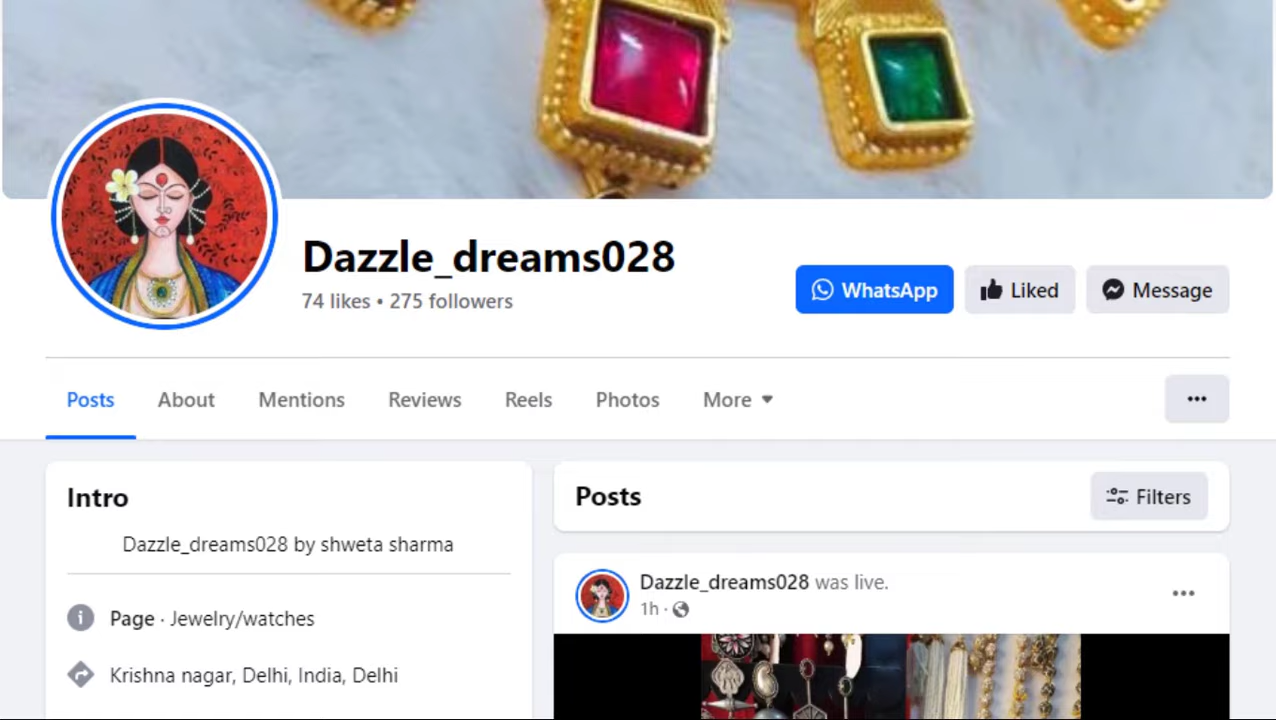 Dazzle_dreams028
74 likes • 275 followers
WhatsApp
Liked
Message
Posts
About
Mentions
Reviews
Reels
Photos
More
Intro
Dazzle_dreams028 by shweta sharma
Page · Jewelry/watches
Krishna nagar, Delhi, India, Delhi
Posts
Filters
Dazzle_dreams028 was live.
1h ·